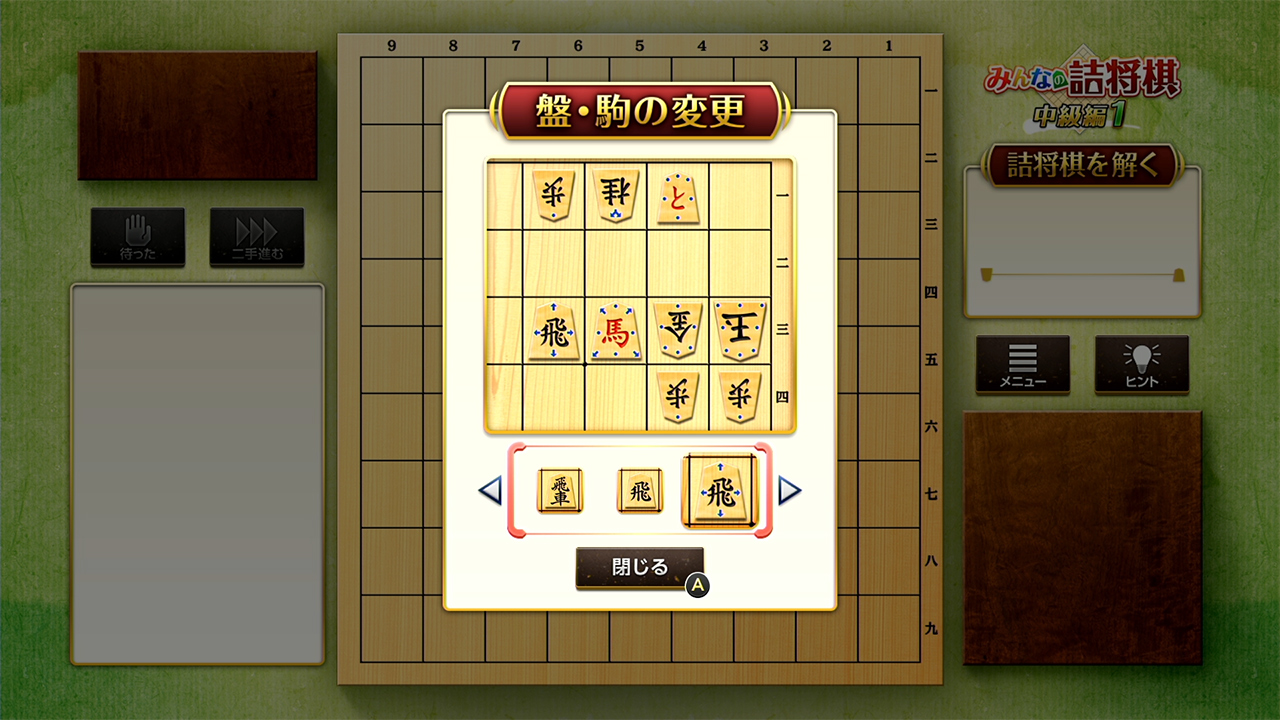 9 8 7 6 5 4 3 2 1
一
二
三
四
五
六
七
八
九
みんなの詰将棋
中級編1
詰将棋を解く
待った
二手進む
メニュー
ヒント
盤・駒の変更
歩 桂 と 一
二
飛 馬 金 王 三
歩 歩 四
飛車 飛 飛
閉じる
A